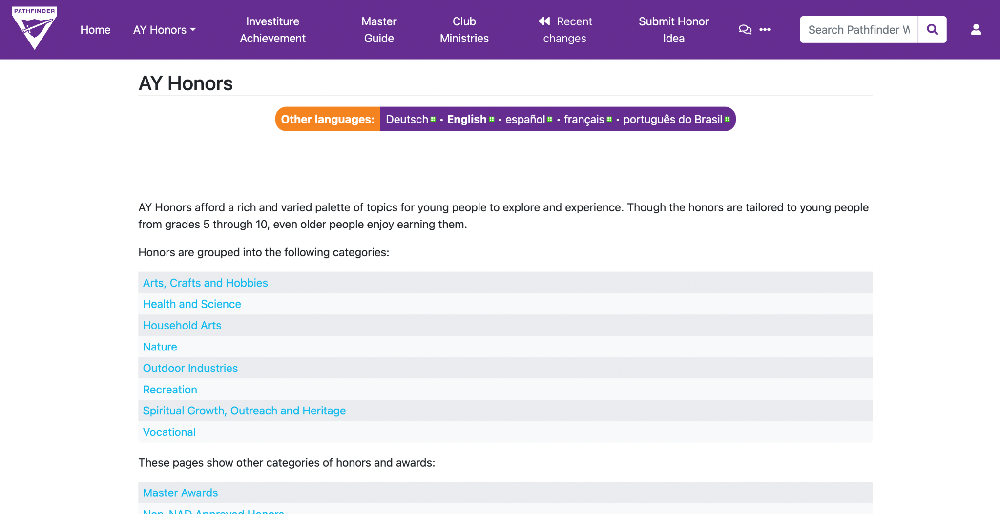 PATHFINDER
Home
AY Honors
Investiture
Achievement
Master
Guide
Club
Ministries
Recent
changes
Submit Honor
Idea
Search Pathfinder W
AY Honors
Other languages: Deutsch • English • español • français • português do Brasil
AY Honors afford a rich and varied palette of topics for young people to explore and experience. Though the honors are tailored to young people
from grades 5 through 10, even older people enjoy earning them.
Honors are grouped into the following categories:
Arts, Crafts and Hobbies
Health and Science
Household Arts
Nature
Outdoor Industries
Recreation
Spiritual Growth, Outreach and Heritage
Vocational
These pages show other categories of honors and awards:
Master Awards
Non-NAD Approved Honors